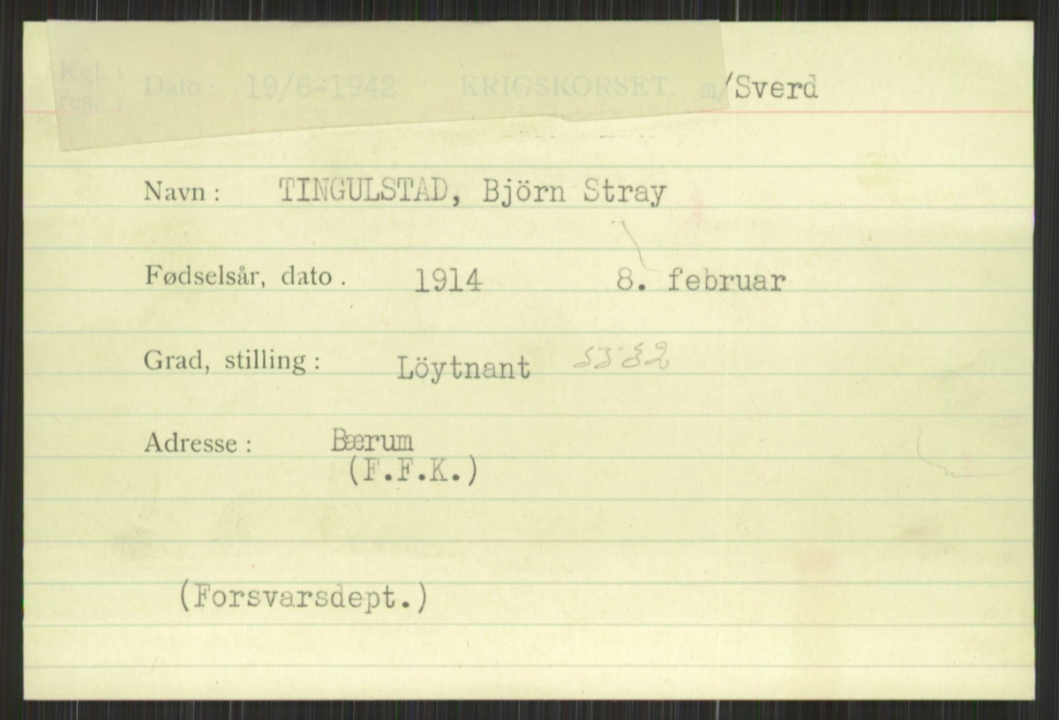 Kgl. res. : Dato : 19/6-1942 KRIGSKORSET m/Sverd
Navn : TINGULSTAD, Björn Stray
Fødselsår, dato . 1914 8. februar
Grad, stilling : Löytnant 5582
Adresse : Bærum
(F.F.K.)
(Forsvarsdept.)